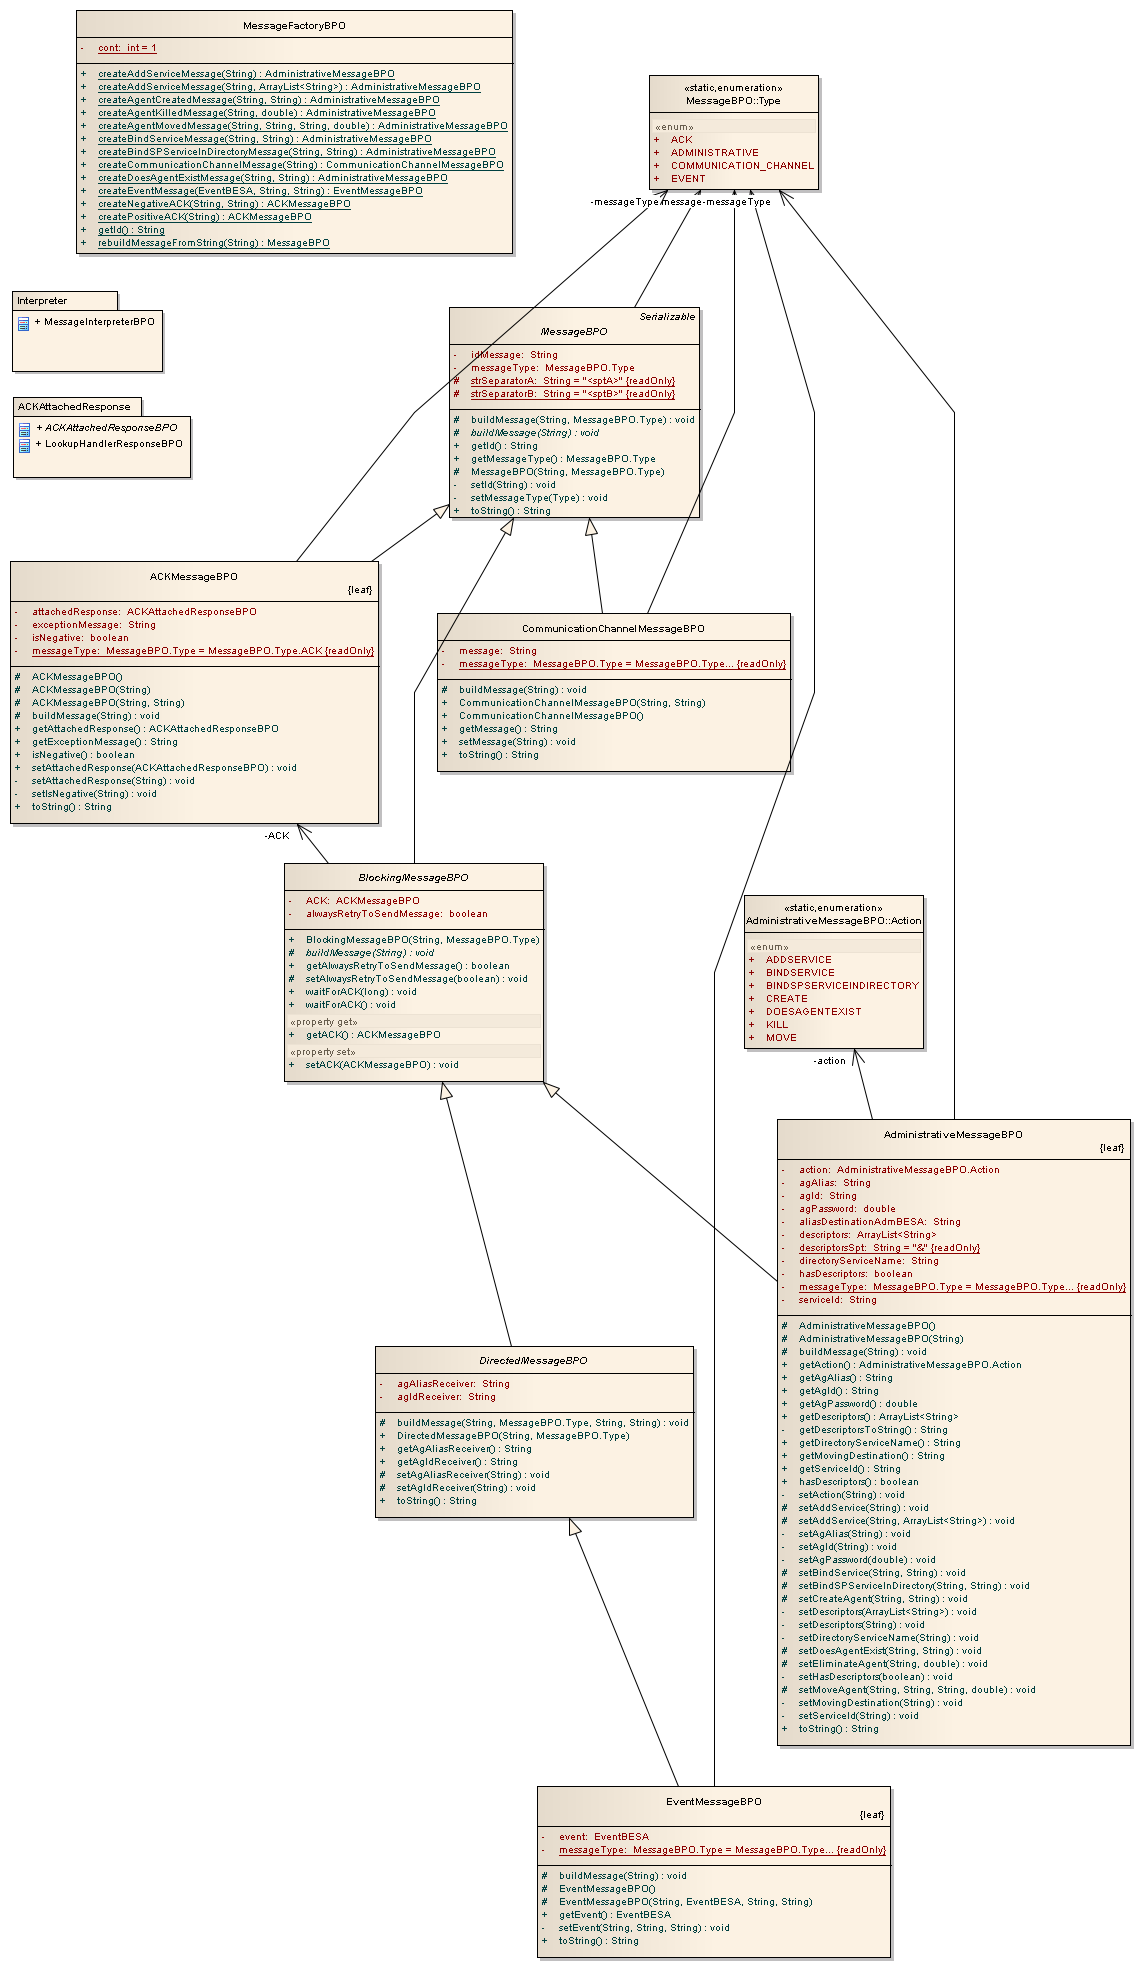 MessageFactoryBPO
- cont: int = 1
+ createAddServiceMessage(String) : AdministrativeMessageBPO
+ createAddServiceMessage(String, ArrayList<String>) : AdministrativeMessageBPO
+ createAgentCreatedMessage(String, String) : AdministrativeMessageBPO
+ createAgentKilledMessage(String, double) : AdministrativeMessageBPO
+ createAgentMovedMessage(String, String, String, double) : AdministrativeMessageBPO
+ createBindServiceMessage(String, String) : AdministrativeMessageBPO
+ createBindSPServiceInDirectoryMessage(String, String) : AdministrativeMessageBPO
+ createCommunicationChannelMessage(String) : CommunicationChannelMessageBPO
+ createDoesAgentExistMessage(String, String) : AdministrativeMessageBPO
+ createEventMessage(EventBESA, String, String) : EventMessageBPO
+ createNegativeACK(String, String) : ACKMessageBPO
+ createPositiveACK(String) : ACKMessageBPO
+ getId() : String
+ rebuildMessageFromString(String) : MessageBPO
«static,enumeration»
MessageBPO::Type
«enum»
+ ACK
+ ADMINISTRATIVE
+ COMMUNICATION_CHANNEL
+ EVENT
-messageType
message
-messageType
Interpreter
+ MessageInterpreterBPO
ACKAttachedResponse
+ ACKAttachedResponseBPO
+ LookupHandlerResponseBPO
Serializable
MessageBPO
- idMessage: String
- messageType: MessageBPO.Type
# strSeparatorA: String = "<sptA>" {readOnly}
# strSeparatorB: String = "<sptB>" {readOnly}
# buildMessage(String, MessageBPO.Type) : void
# buildMessage(String) : void
+ getId() : String
+ getMessageType() : MessageBPO.Type
# MessageBPO(String, MessageBPO.Type)
- setId(String) : void
- setMessageType(Type) : void
+ toString() : String
ACKMessageBPO
{leaf}
- attachedResponse: ACKAttachedResponseBPO
- exceptionMessage: String
- isNegative: boolean
- messageType: MessageBPO.Type = MessageBPO.Type.ACK {readOnly}
# ACKMessageBPO()
# ACKMessageBPO(String)
# ACKMessageBPO(String, String)
# buildMessage(String) : void
+ getAttachedResponse() : ACKAttachedResponseBPO
+ getExceptionMessage() : String
+ isNegative() : boolean
+ setAttachedResponse(ACKAttachedResponseBPO) : void
- setAttachedResponse(String) : void
- setIsNegative(String) : void
+ toString() : String
-ACK
CommunicationChannelMessageBPO
- message: String
- messageType: MessageBPO.Type = MessageBPO.Type... {readOnly}
# buildMessage(String) : void
+ CommunicationChannelMessageBPO(String, String)
+ CommunicationChannelMessageBPO()
+ getMessage() : String
+ setMessage(String) : void
+ toString() : String
BlockingMessageBPO
- ACK: ACKMessageBPO
- alwaysRetryToSendMessage: boolean
+ BlockingMessageBPO(String, MessageBPO.Type)
# buildMessage(String) : void
+ getAlwaysRetryToSendMessage() : boolean
# setAlwaysRetryToSendMessage(boolean) : void
+ waitForACK(long) : void
+ waitForACK() : void
«property get»
+ getACK() : ACKMessageBPO
«property set»
+ setACK(ACKMessageBPO) : void
«static,enumeration»
AdministrativeMessageBPO::Action
«enum»
+ ADDSERVICE
+ BINDSERVICE
+ BINDSPSERVICEINDIRECTORY
+ CREATE
+ DOESAGENTEXIST
+ KILL
+ MOVE
-action
AdministrativeMessageBPO
{leaf}
- action: AdministrativeMessageBPO.Action
- agAlias: String
- agId: String
- agPassword: double
- aliasDestinationAdmBESA: String
- descriptors: ArrayList<String>
- descriptorsSpt: String = "&" {readOnly}
- directoryServiceName: String
- hasDescriptors: boolean
- messageType: MessageBPO.Type = MessageBPO.Type... {readOnly}
- serviceId: String
# AdministrativeMessageBPO()
# AdministrativeMessageBPO(String)
# buildMessage(String) : void
+ getAction() : AdministrativeMessageBPO.Action
+ getAgAlias() : String
+ getAgId() : String
+ getAgPassword() : double
+ getDescriptors() : ArrayList<String>
- getDescriptorsToString() : String
+ getDirectoryServiceName() : String
+ getMovingDestination() : String
+ getServiceId() : String
+ hasDescriptors() : boolean
- setAction(String) : void
# setAddService(String) : void
# setAddService(String, ArrayList<String>) : void
- setAgAlias(String) : void
- setAgId(String) : void
- setAgPassword(double) : void
# setBindService(String, String) : void
# setBindSPServiceInDirectory(String, String) : void
# setCreateAgent(String, String) : void
- setDescriptors(ArrayList<String>) : void
- setDescriptors(String) : void
- setDirectoryServiceName(String) : void
# setDoesAgentExist(String, String) : void
# setEliminateAgent(String, double) : void
- setHasDescriptors(boolean) : void
# setMoveAgent(String, String, String, double) : void
- setMovingDestination(String) : void
- setServiceId(String) : void
+ toString() : String
DirectedMessageBPO
- agAliasReceiver: String
- agIdReceiver: String
# buildMessage(String, MessageBPO.Type, String, String) : void
+ DirectedMessageBPO(String, MessageBPO.Type)
+ getAgAliasReceiver() : String
+ getAgIdReceiver() : String
# setAgAliasReceiver(String) : void
# setAgIdReceiver(String) : void
+ toString() : String
EventMessageBPO
{leaf}
- event: EventBESA
- messageType: MessageBPO.Type = MessageBPO.Type... {readOnly}
# buildMessage(String) : void
# EventMessageBPO()
# EventMessageBPO(String, EventBESA, String, String)
+ getEvent() : EventBESA
- setEvent(String, String, String) : void
+ toString() : String